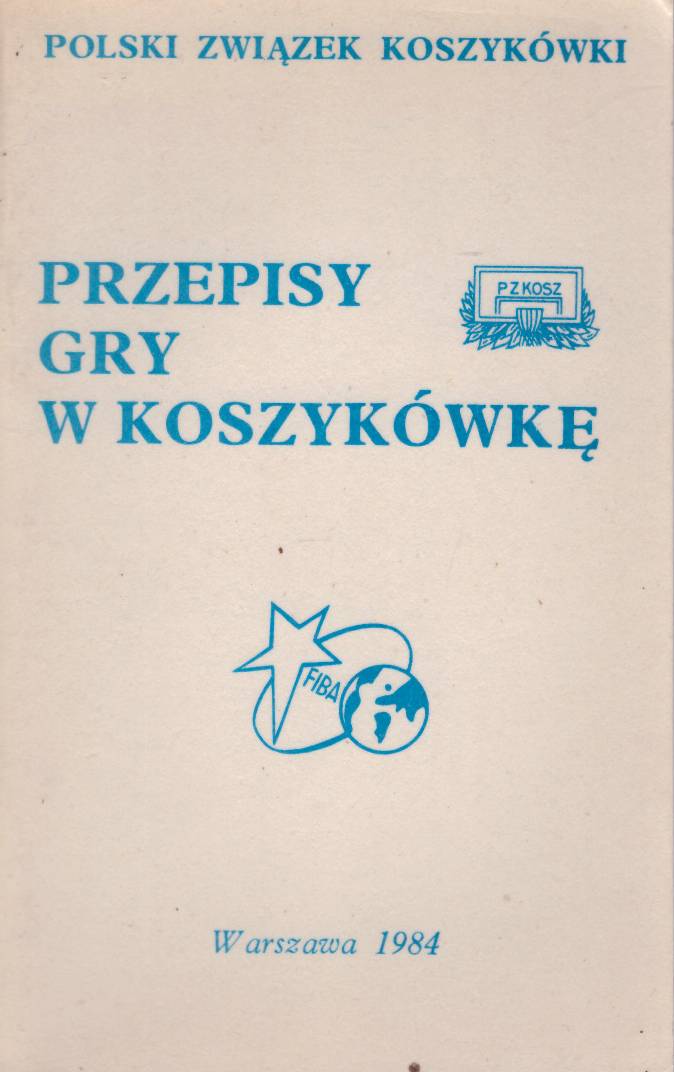 POLSKI ZWIĄZEK KOSZYKÓWKI
PRZEPISY
GRY
W KOSZYKÓWKĘ
PZKOSZ
FIBA
Warszawa 1984